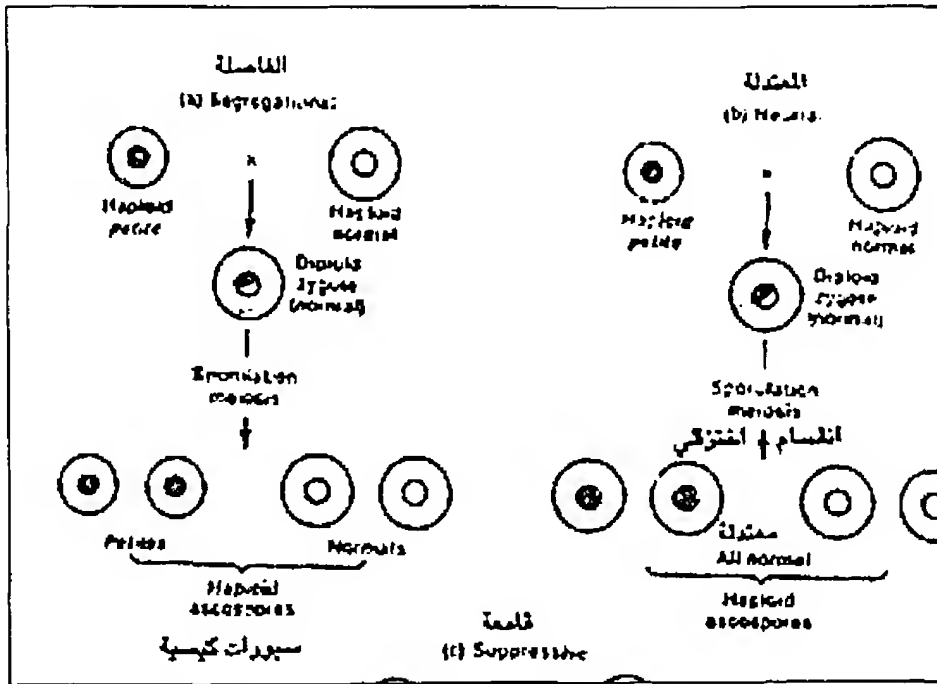 الفاصلة
(a) Segregational
Haploid
petite
x
Haploid
normal
Diploid
zygote
(normal)
Sporulation
meiosis
Petites
Normals
Haploid
ascospores
سبورات كيسية
المعتدلة
(b) Neutral
Haploid
petite
Haploid
normal
Diploid
zygote
(normal)
Sporulation
meiosis
انقسام اختزالي
معتدلة
All normal
Haploid
ascospores
قامعة
(c) Suppressive